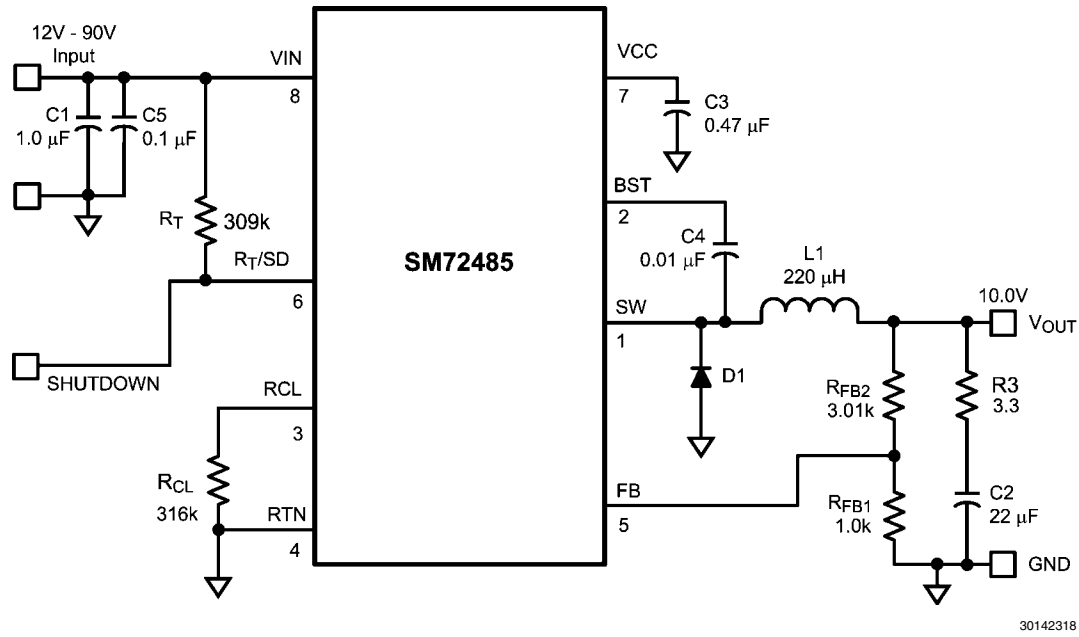 12V - 90V
Input
VIN
8
C1
1.0 μF
C5
0.1 μF
RT
309k
RT/SD
6
SHUTDOWN
RCL
3
RCL
316k
RTN
4
SM72485
VCC
7
C3
0.47 μF
BST
2
C4
0.01 μF
L1
220 μH
SW
1
D1
10.0V
VOUT
RFB2
3.01k
R3
3.3
FB
5
RFB1
1.0k
C2
22 μF
GND
30142318